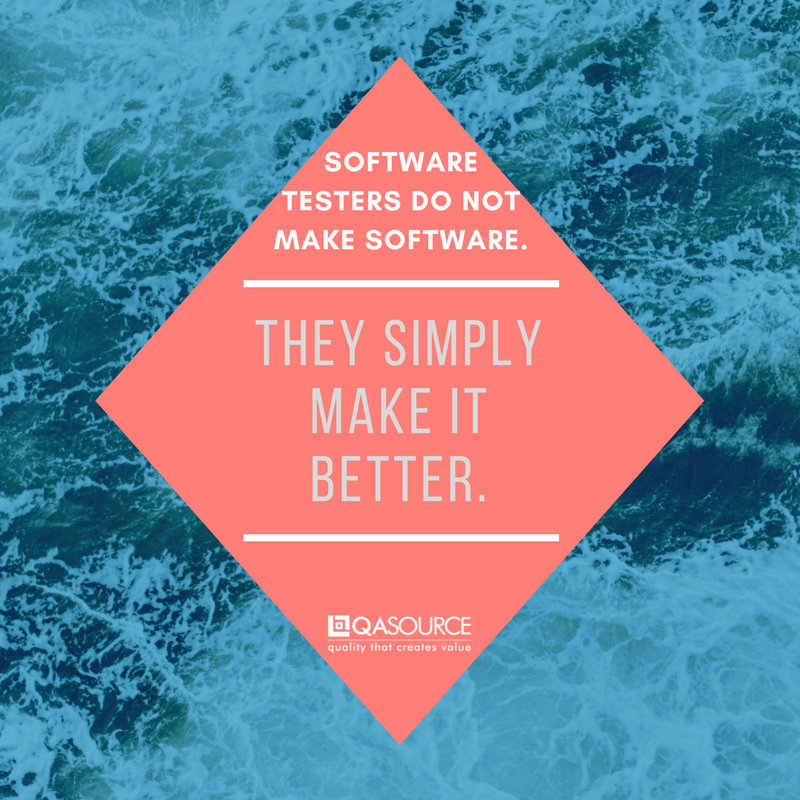 SOFTWARE
TESTERS DO NOT
MAKE SOFTWARE.
THEY SIMPLY
MAKE IT
BETTER.
QASOURCE
quality that creates value